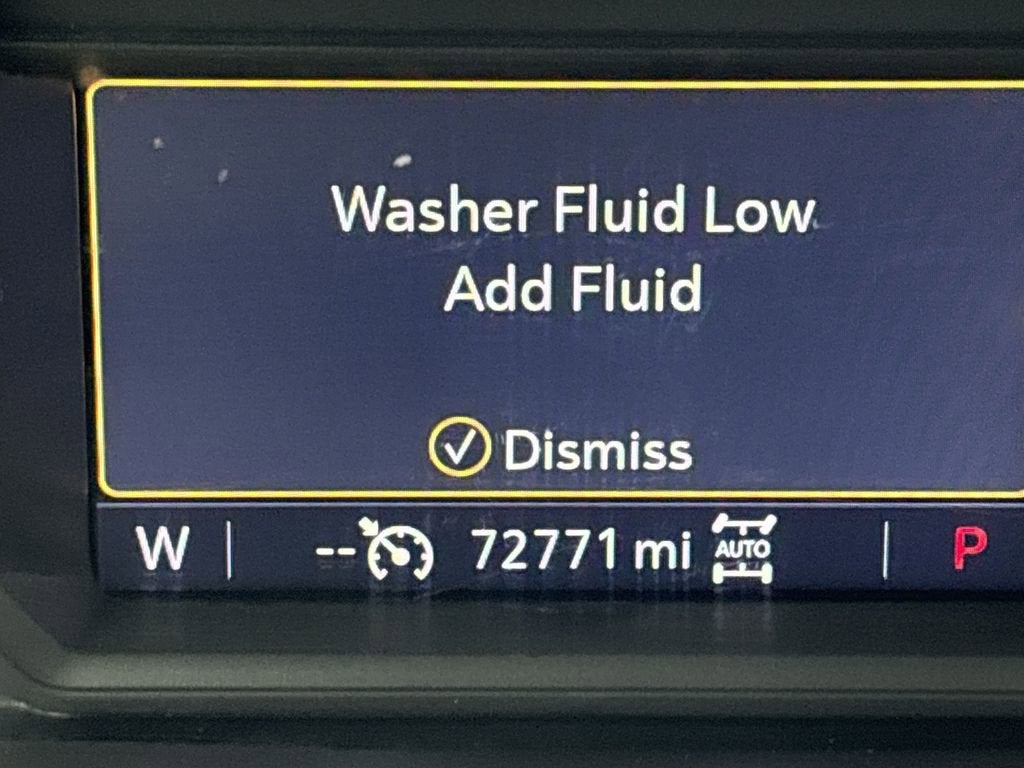 Washer Fluid Low
Add Fluid
Dismiss
W -- 72771 mi AUTO P